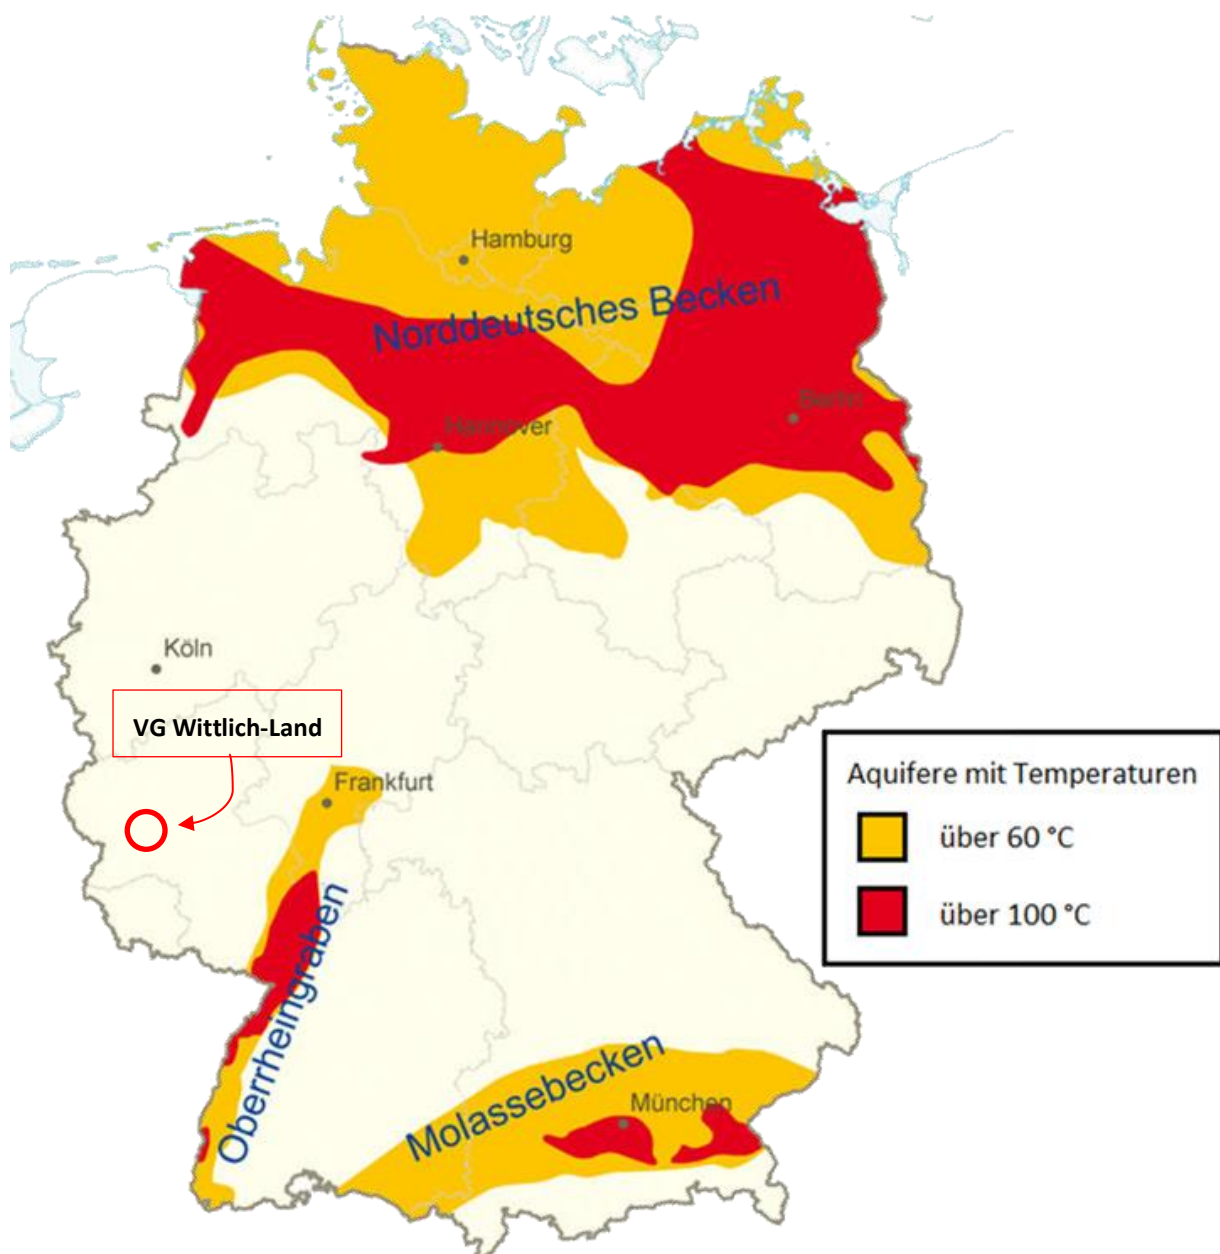 Hamburg
Norddeutsches Becken
Berlin
Hannover
Köln
VG Wittlich-Land
Frankfurt
Aquifere mit Temperaturen
über 60 °C
über 100 °C
Oberrheingraben
Molassebecken
München